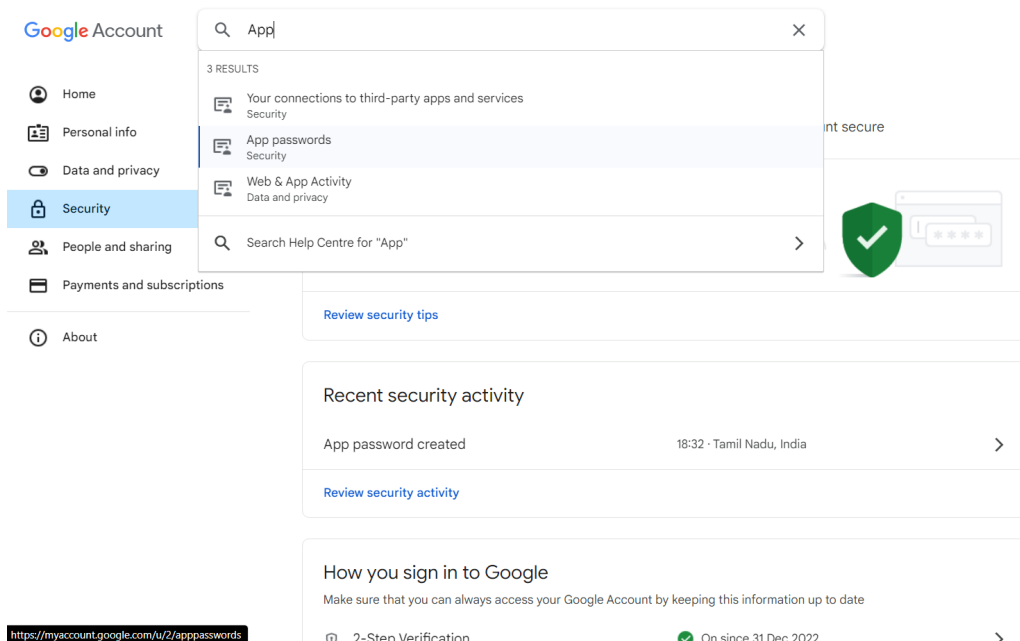 Google Account
App
3 RESULTS
Your connections to third-party apps and services
Security
App passwords
Security
Web & App Activity
Data and privacy
Search Help Centre for "App"
Home
Personal info
Data and privacy
Security
People and sharing
Payments and subscriptions
About
secure
Review security tips
Recent security activity
App password created
18:32 · Tamil Nadu, India
Review security activity
How you sign in to Google
Make sure that you can always access your Google Account by keeping this information up to date
2-Step Verification
On since 31 Dec 2022
https://myaccount.google.com/u/2/apppasswords